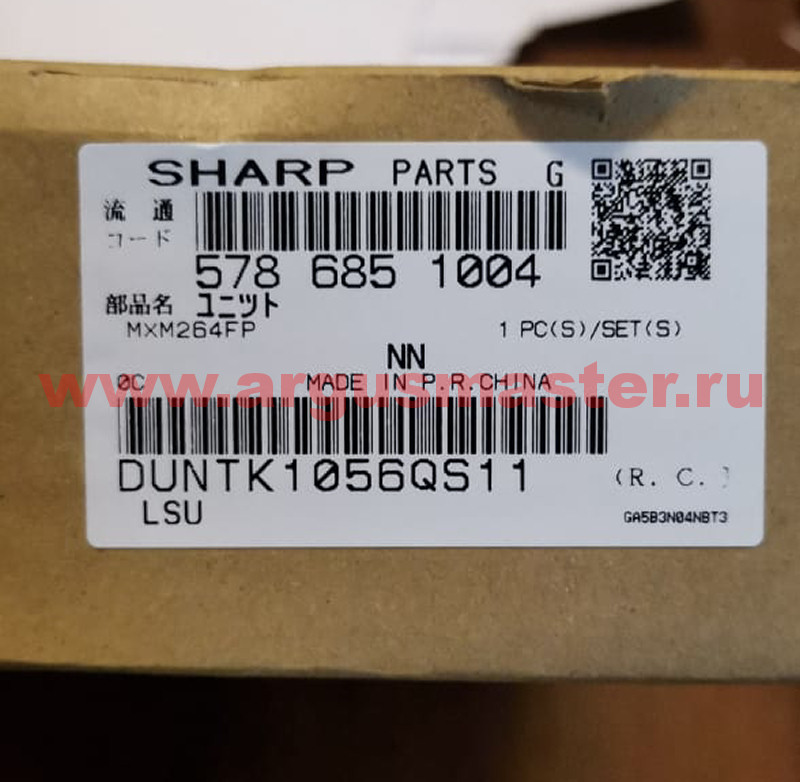 SHARP PARTS G
流通
コード
578 685 1004
部品名 ユニット
MXM264FP 1 PC(S)/SET(S)
NN
0C MADE IN P.R.CHINA
www.argusmaster.ru
DUNTK1056QS11 (R. C. )
LSU GA5B3N04NBT3